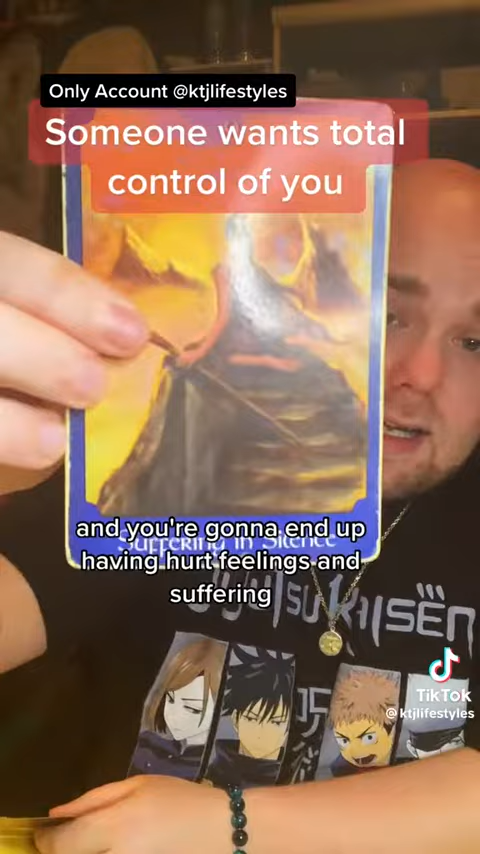 Only Account @ktjlifestyles
Someone wants total
control of you
and you're gonna end up
Suffering in Silence
having hurt feelings and
suffering
JUJUTSU KAISEN
呪
TikTok
@ktjlifestyles